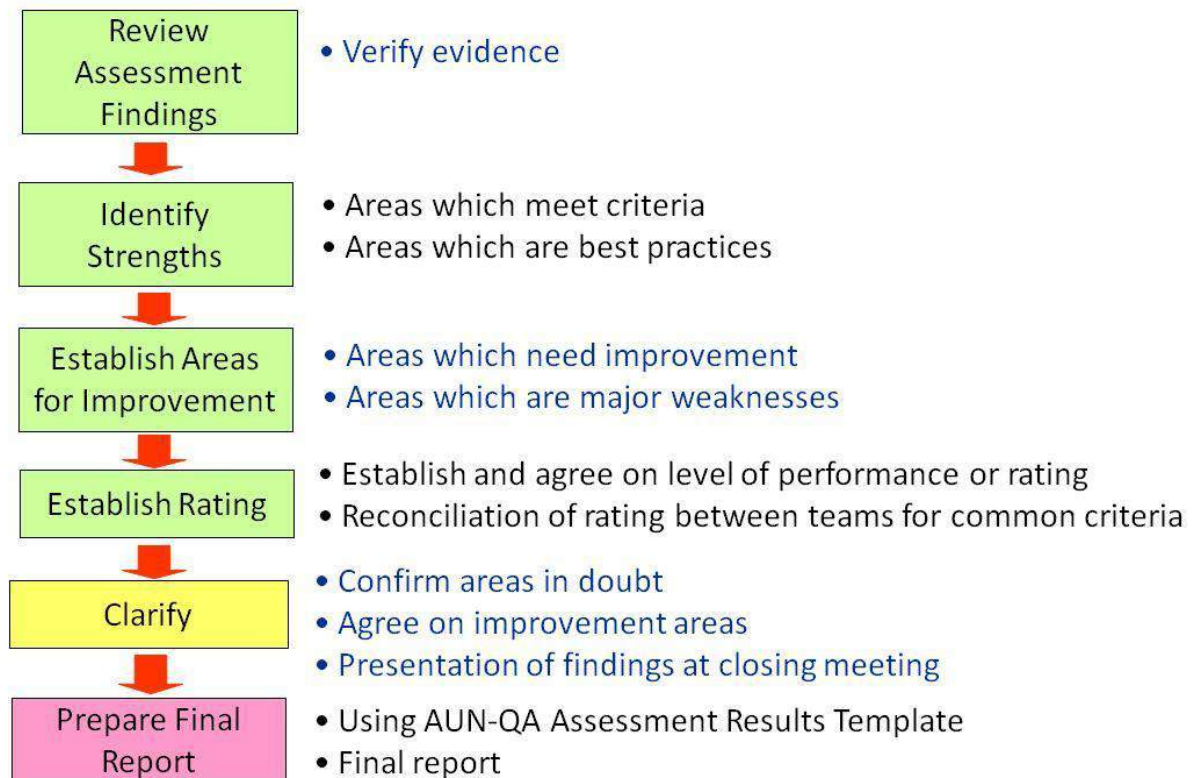 Review
Assessment
Findings
• Verify evidence
Identify
Strengths
• Areas which meet criteria
• Areas which are best practices
Establish Areas
for Improvement
• Areas which need improvement
• Areas which are major weaknesses
Establish Rating
• Establish and agree on level of performance or rating
• Reconciliation of rating between teams for common criteria
Clarify
• Confirm areas in doubt
• Agree on improvement areas
• Presentation of findings at closing meeting
Prepare Final
Report
• Using AUN-QA Assessment Results Template
• Final report